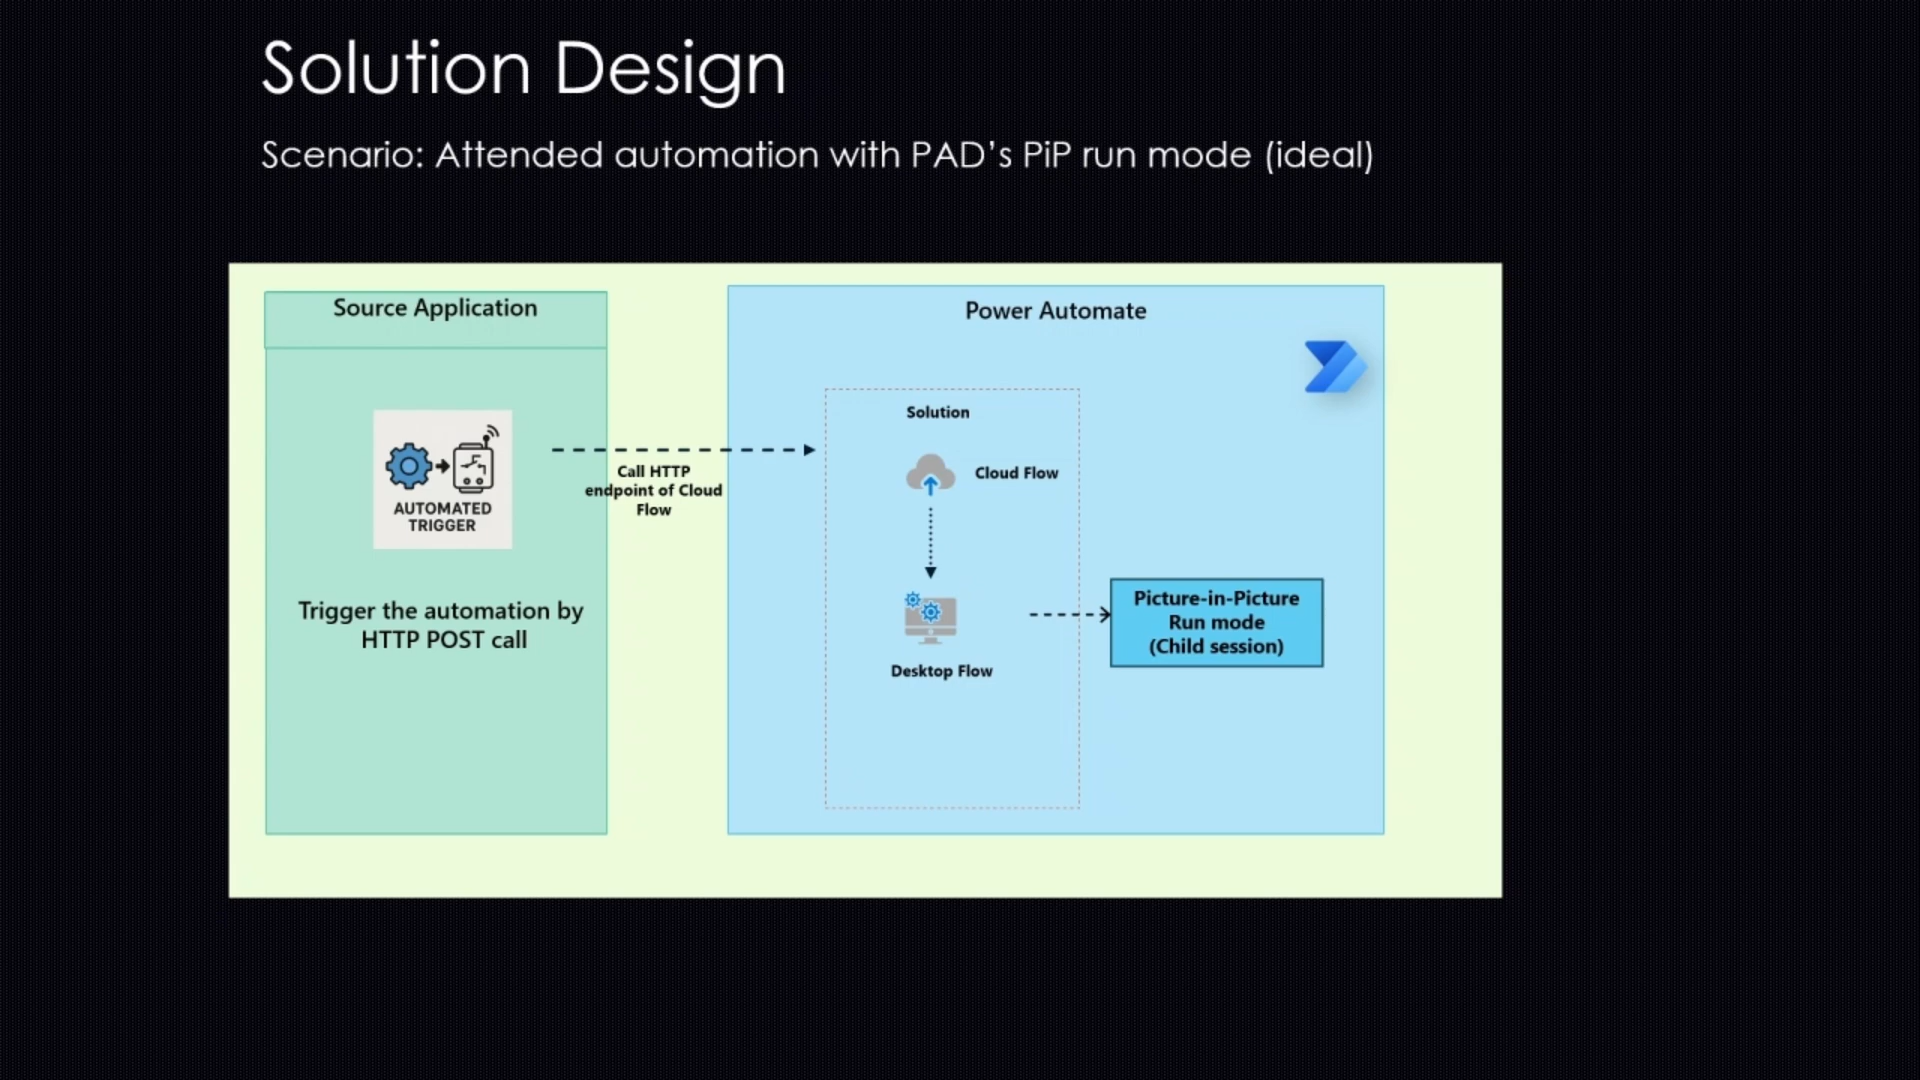 Solution Design
Scenario: Attended automation with PAD’s PiP run mode (ideal)
Source Application
AUTOMATED
TRIGGER
Trigger the automation by
HTTP POST call
Call HTTP
endpoint of Cloud
Flow
Power Automate
Solution
Cloud Flow
Desktop Flow
Picture-in-Picture
Run mode
(Child session)